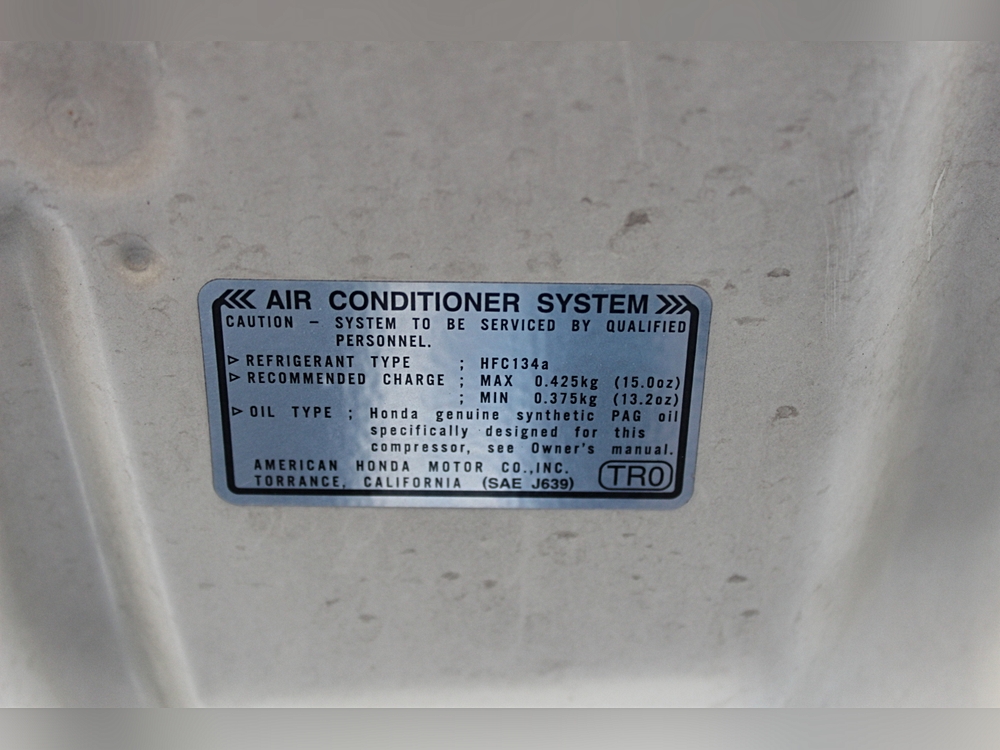 AIR CONDITIONER SYSTEM
CAUTION – SYSTEM TO BE SERVICED BY QUALIFIED
PERSONNEL.
▷ REFRIGERANT TYPE ; HFC134a
▷ RECOMMENDED CHARGE ; MAX 0.425kg (15.0oz)
; MIN 0.375kg (13.2oz)
▷ OIL TYPE ; Honda genuine synthetic PAG oil
specifically designed for this
compressor, see Owner's manual.
AMERICAN HONDA MOTOR CO.,INC.
TORRANCE, CALIFORNIA (SAE J639)
TR0